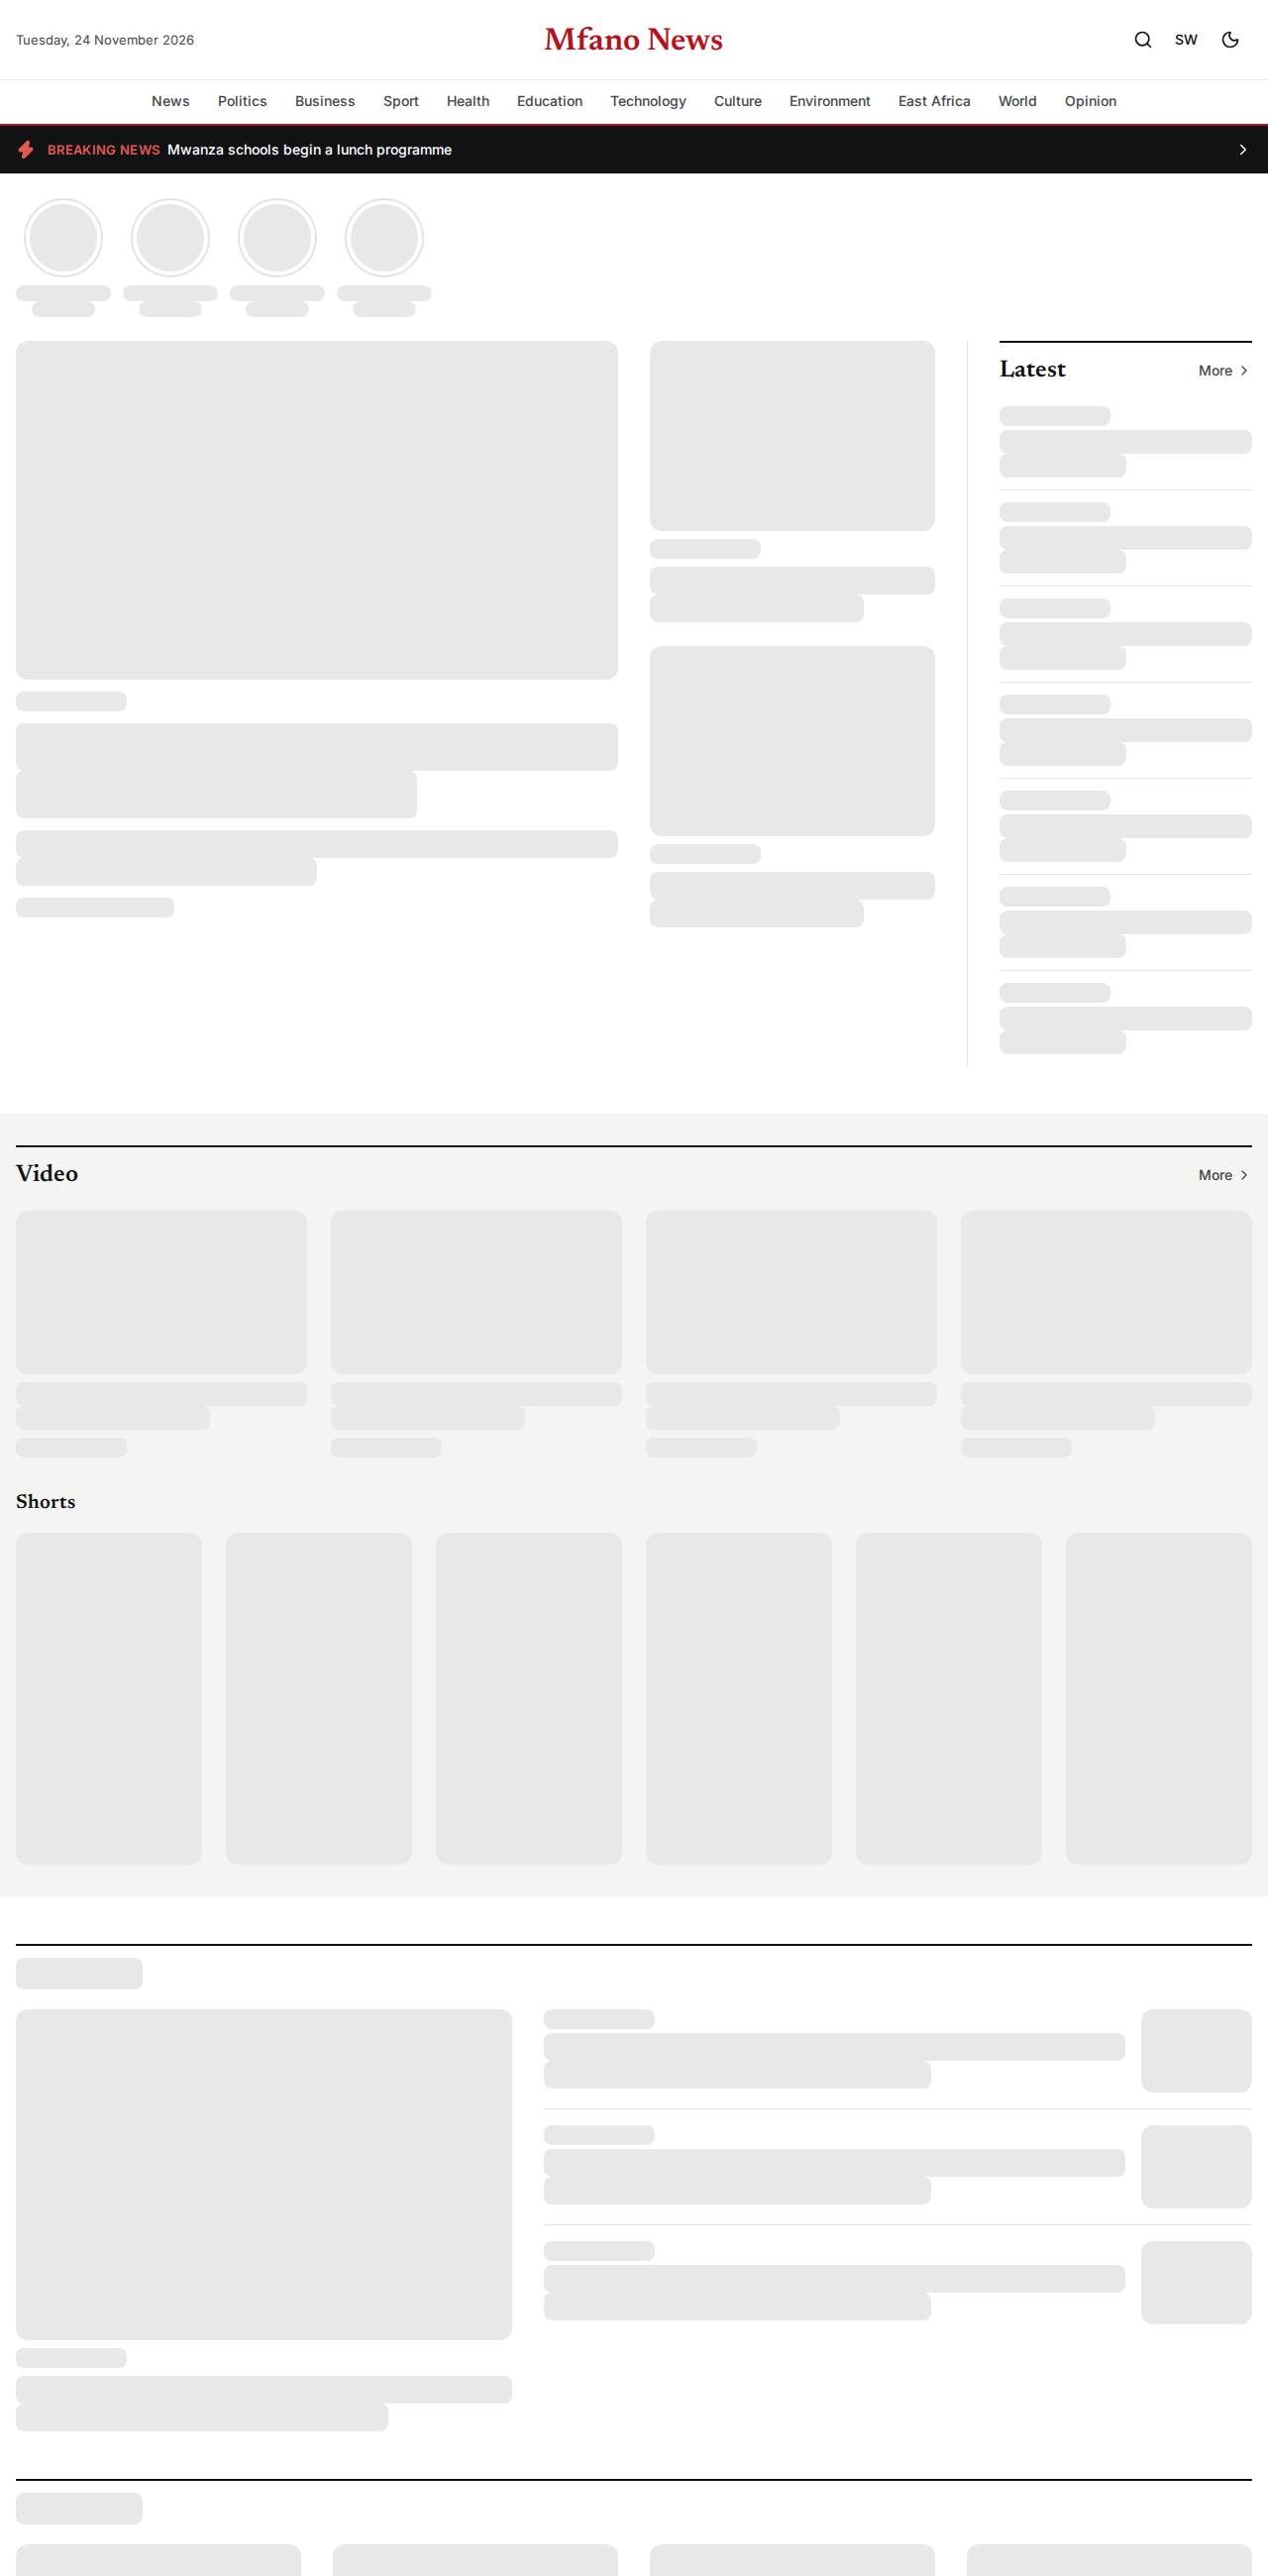 Tuesday, 24 November 2026
Mfano News
SW
News Politics Business Sport Health Education Technology Culture Environment East Africa World Opinion
BREAKING NEWS Mwanza schools begin a lunch programme
Latest
More
Video
More
Shorts